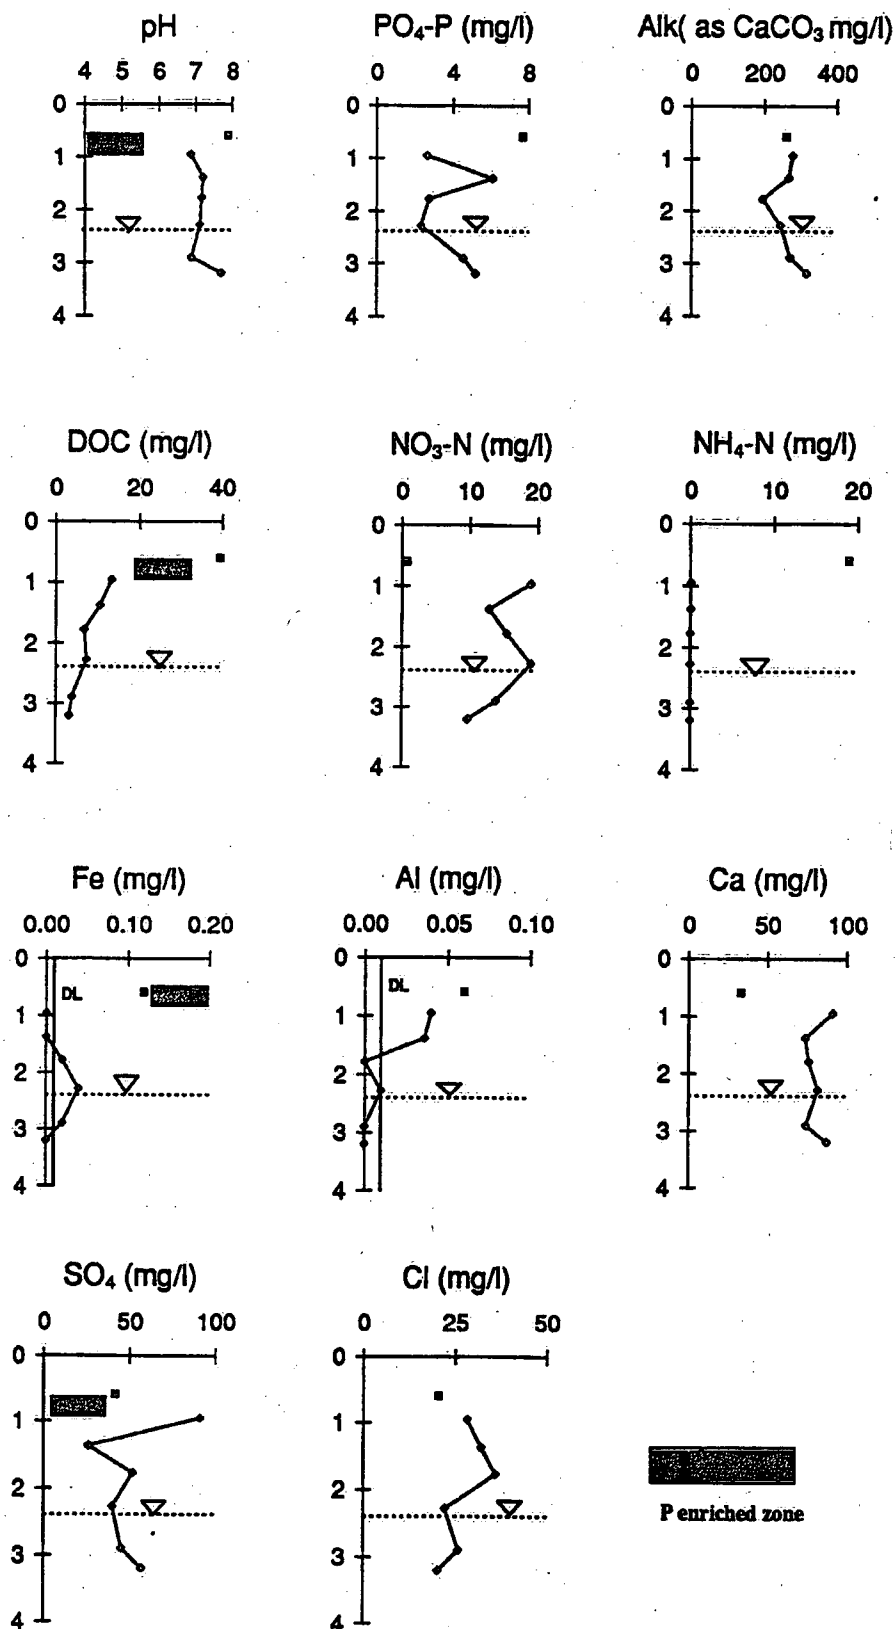 pH
4 5 6 7 8
0
1
2
3
4
PO₄-P (mg/l)
0 4 8
0
1
2
3
4
Alk( as CaCO₃ mg/l)
0 200 400
0
1
2
3
4
DOC (mg/l)
0 20 40
0
1
2
3
4
NO₃-N (mg/l)
0 10 20
0
1
2
3
4
NH₄-N (mg/l)
0 10 20
0
1
2
3
4
Fe (mg/l)
0.00 0.10 0.20
0
DL
1
2
3
4
Al (mg/l)
0.00 0.05 0.10
0
DL
1
2
3
4
Ca (mg/l)
0 50 100
0
1
2
3
4
SO₄ (mg/l)
0 50 100
0
1
2
3
4
Cl (mg/l)
0 25 50
0
1
2
3
4
P enriched zone